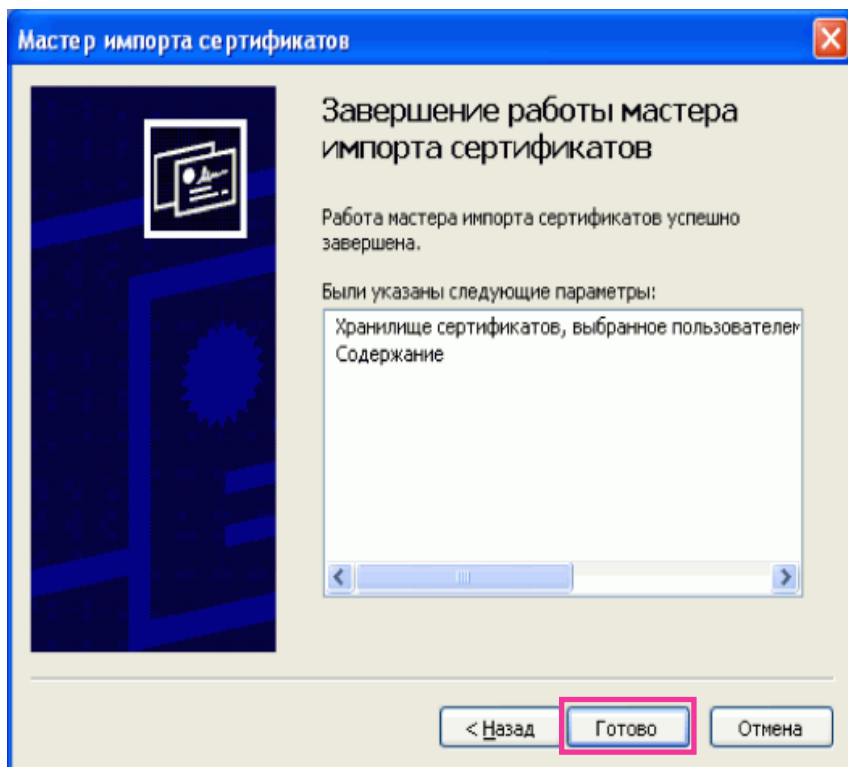 Мастер импорта сертификатов
Завершение работы мастера
импорта сертификатов
Работа мастера импорта сертификатов успешно
завершена.
Были указаны следующие параметры:
Хранилище сертификатов, выбранное пользователем
Содержание
< Назад
Готово
Отмена